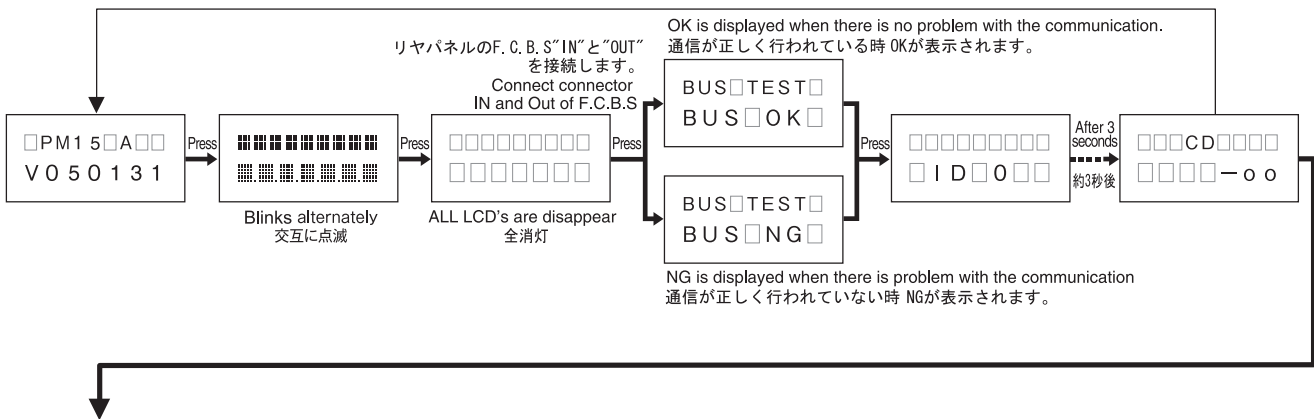 OK is displayed when there is no problem with the communication.
通信が正しく行われている時 OKが表示されます。
リヤパネルのF.C.B.S"IN"と"OUT"
を接続します。
Connect connector
IN and Out of F.C.B.S
□PM15□A□□
V050131
Press
Blinks alternately
交互に点滅
Press
□□□□□□□□□
□□□□□□□
ALL LCD's are disappear
全消灯
Press
BUS□TEST□
BUS□OK□
BUS□TEST□
BUS□NG□
NG is displayed when there is problem with the communication
通信が正しく行われていない時 NGが表示されます。
Press
□□□□□□□□□
□ID□0□□
After 3
seconds
約3秒後
□□□CD□□□□
□□□□-oo